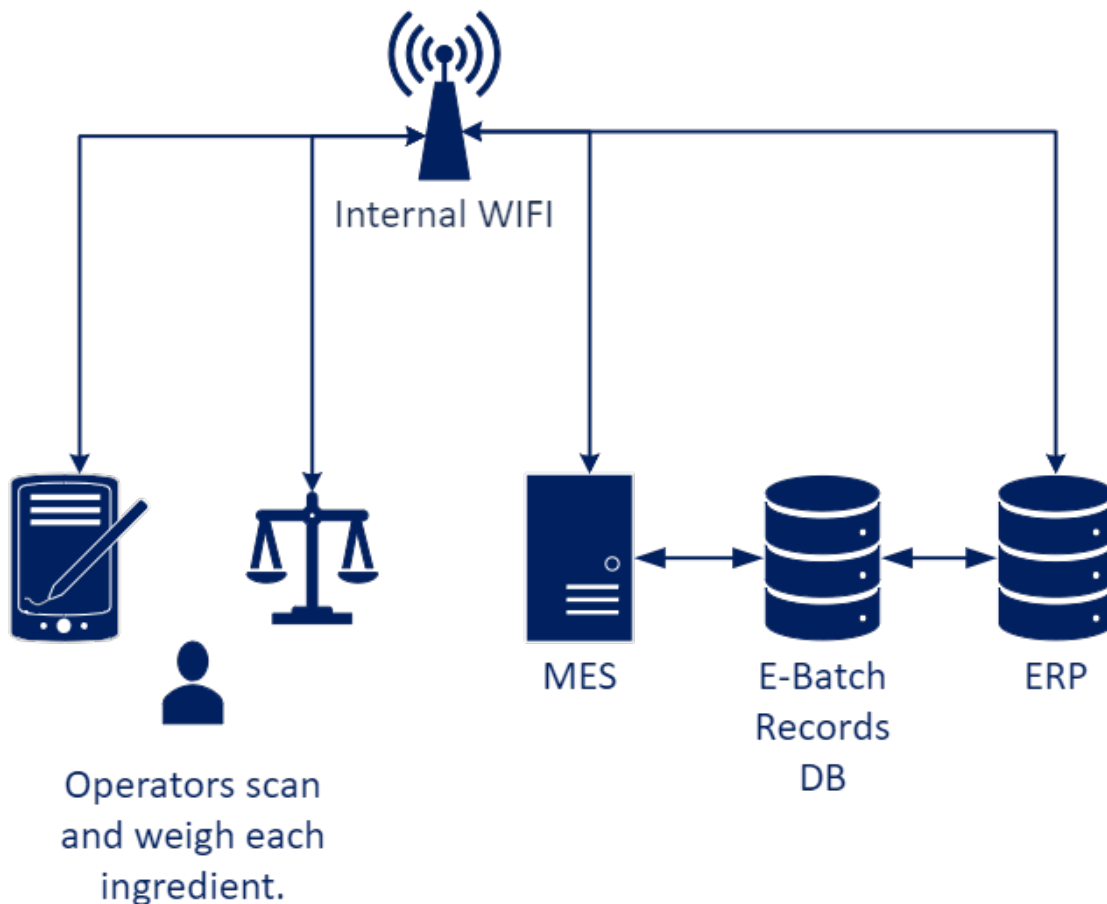 Internal WIFI
MES
E-Batch
Records
DB
ERP
Operators scan
and weigh each
ingredient.